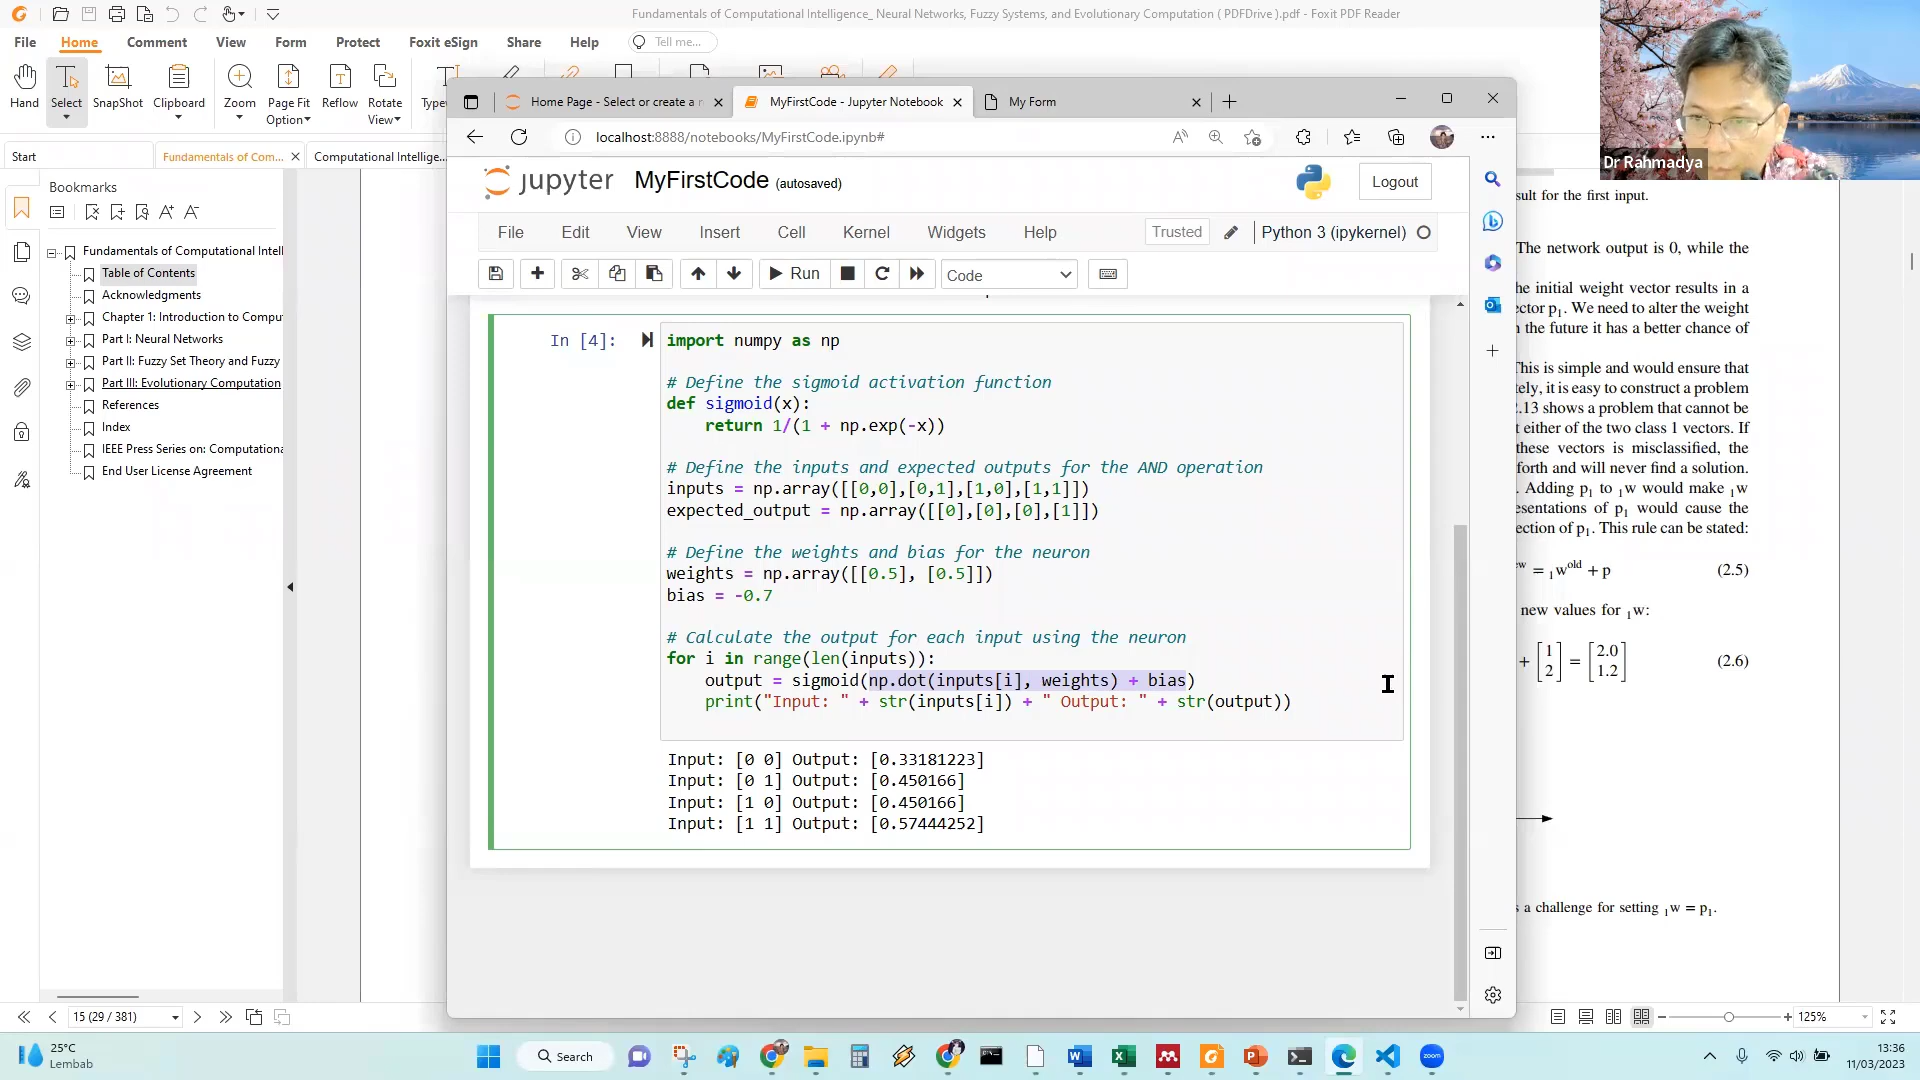 Fundamentals of Computational Intelligence_ Neural Networks, Fuzzy Systems, and Evolutionary Computation ( PDFDrive ).pdf - Foxit PDF Reader
File Home Comment View Form Protect Foxit eSign Share Help Tell me...
Hand Select SnapShot Clipboard Zoom Page Fit Option Reflow Rotate View
Start Fundamentals of Com... Computational Intellige...
Bookmarks
Fundamentals of Computational Intell
Table of Contents
Acknowledgments
Chapter 1: Introduction to Compu
Part I: Neural Networks
Part II: Fuzzy Set Theory and Fuzzy
Part III: Evolutionary Computation
References
Index
IEEE Press Series on: Computationa
End User License Agreement
Home Page - Select or create a n
MyFirstCode - Jupyter Notebook
My Form
localhost:8888/notebooks/MyFirstCode.ipynb#
jupyter MyFirstCode (autosaved)
Logout
File Edit View Insert Cell Kernel Widgets Help
Trusted Python 3 (ipykernel)
Run Code
In [4]:
import numpy as np
# Define the sigmoid activation function
def sigmoid(x):
return 1/(1 + np.exp(-x))
# Define the inputs and expected outputs for the AND operation
inputs = np.array([[0,0],[0,1],[1,0],[1,1]])
expected_output = np.array([[0],[0],[0],[1]])
# Define the weights and bias for the neuron
weights = np.array([[0.5], [0.5]])
bias = -0.7
# Calculate the output for each input using the neuron
for i in range(len(inputs)):
output = sigmoid(np.dot(inputs[i], weights) + bias)
print("Input: " + str(inputs[i]) + " Output: " + str(output))
Input: [0 0] Output: [0.33181223]
Input: [0 1] Output: [0.450166]
Input: [1 0] Output: [0.450166]
Input: [1 1] Output: [0.57444252]
Dr Rahmadya
sult for the first input.
The network output is 0, while the
he initial weight vector results in a
ector p1. We need to alter the weight
n the future it has a better chance of
This is simple and would ensure that
tely, it is easy to construct a problem
2.13 shows a problem that cannot be
t either of the two class 1 vectors. If
these vectors is misclassified, the
forth and will never find a solution.
. Adding p1 to 1w would make 1w
esentations of p1 would cause the
ection of p1. This rule can be stated:
ew = 1w old + p (2.5)
new values for 1w:
+ [1 2] = [2.0 1.2] (2.6)
s a challenge for setting 1w = p1.
15 (29 / 381)
125%
25°C
Lembab
Search
zoom
13:36
11/03/2023